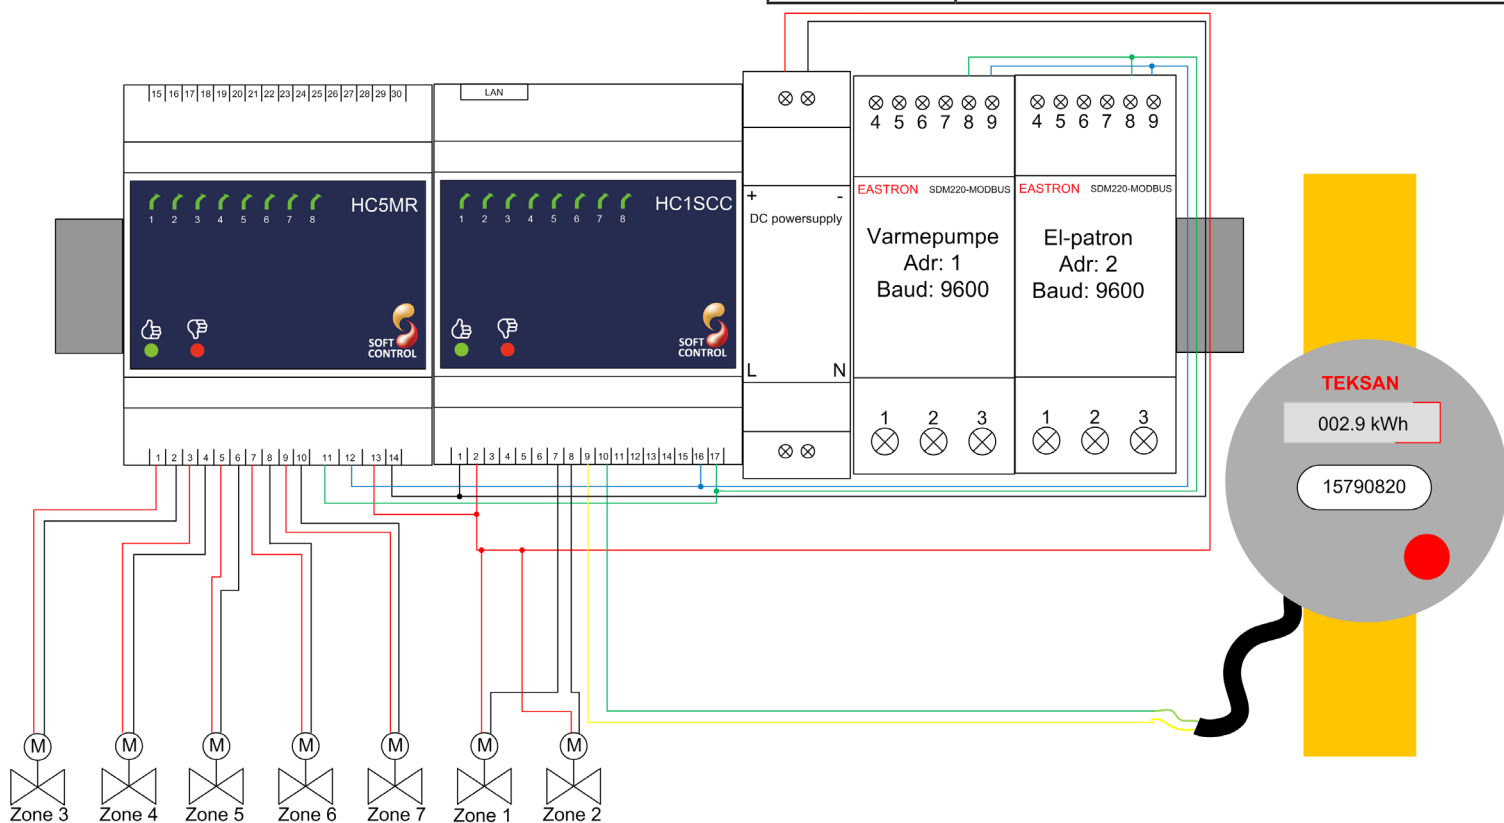 15 16 17 18 19 20 21 22 23 24 25 26 27 28 29 30
LAN
4 5 6 7 8 9
4 5 6 7 8 9
1 2 3 4 5 6 7 8
HC5MR
1 2 3 4 5 6 7 8
HC1SCC
+ -
DC powersupply
L N
EASTRON SDM220-MODBUS
Varmepumpe
Adr: 1
Baud: 9600
EASTRON SDM220-MODBUS
El-patron
Adr: 2
Baud: 9600
SOFT
CONTROL
SOFT
CONTROL
1 2 3
1 2 3
TEKSAN
002.9 kWh
15790820
1 2 3 4 5 6 7 8 9 10 11 12 13 14
1 2 3 4 5 6 7 8 9 10 11 12 13 14 15 16 17
M M M M M M M
Zone 3 Zone 4 Zone 5 Zone 6 Zone 7 Zone 1 Zone 2